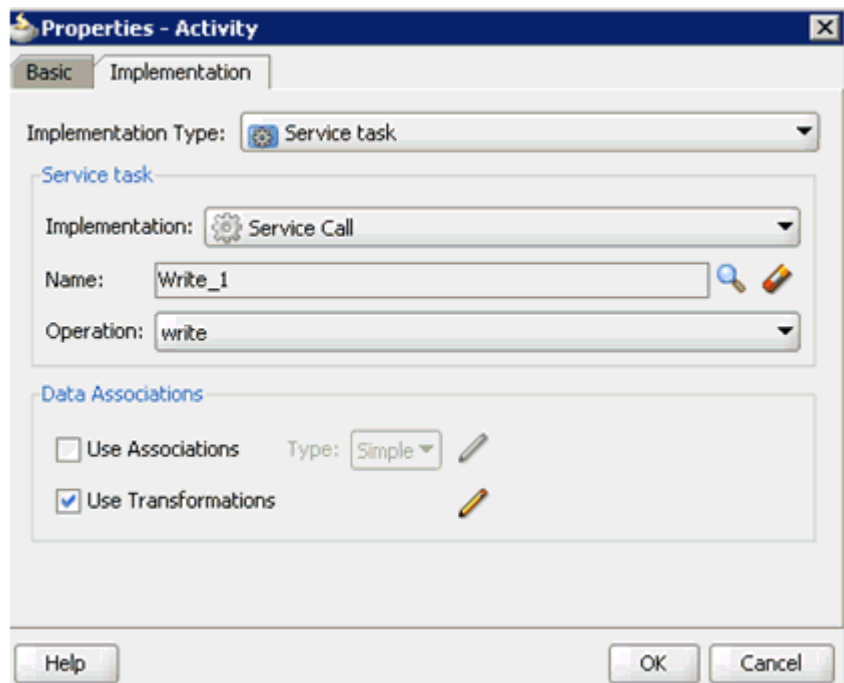 Properties - Activity
Basic Implementation
Implementation Type: Service task
Service task
Implementation: Service Call
Name: Write_1
Operation: write
Data Associations
Use Associations Type: Simple
Use Transformations
Help OK Cancel